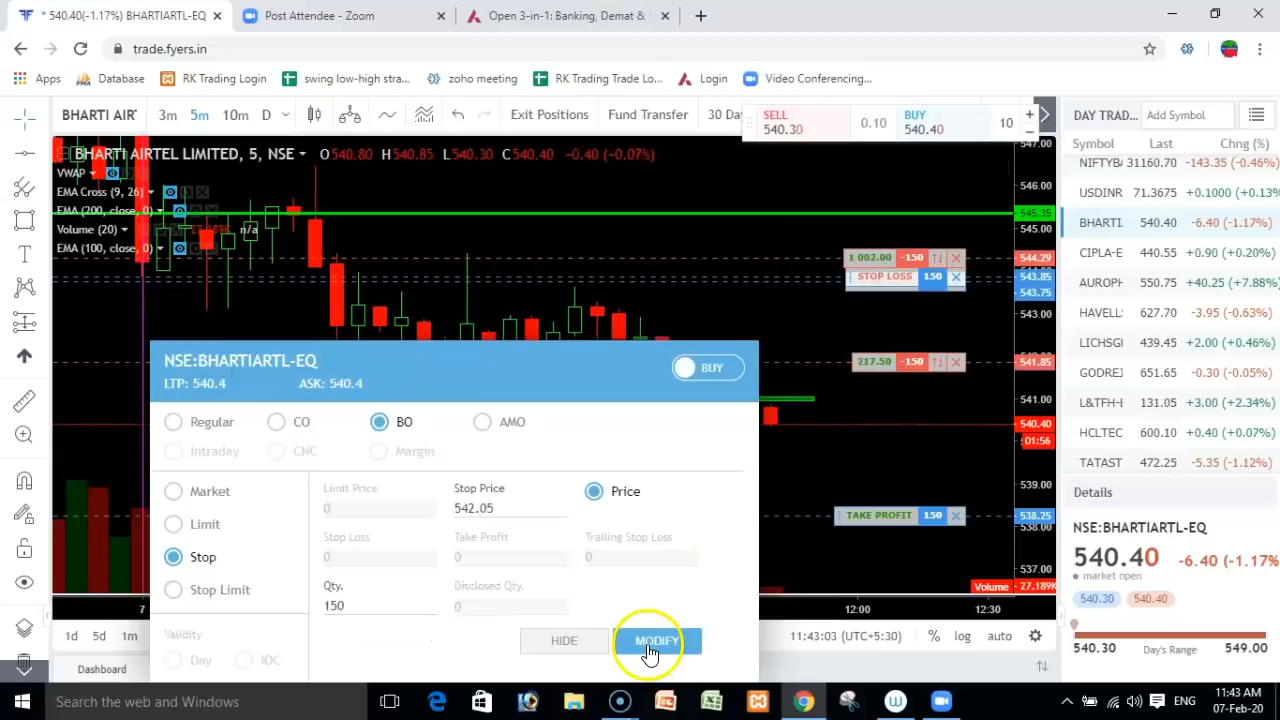 * 540.40(-1.17%) BHARTIARTL-EQ
Post Attendee - Zoom
Open 3-in-1: Banking, Demat &
trade.fyers.in
Apps
Database
RK Trading Login
swing low-high stra...
zoho meeting
RK Trading Trade Lo...
Login
Video Conferencing...
BHARTI AIR
3m
5m
10m
D
Exit Positions
Fund Transfer
30 Day
SELL
540.30
0.10
BUY
540.40
10
DAY TRAD...
Add Symbol
Symbol
Last
Chng (%)
NIFTYBA 31160.70 -143.35 (-0.46%)
USDINR 71.3675 +0.1000 (+0.13%
BHARTI 540.40 -6.40 (-1.17%)
CIPLA-E 440.55 +0.90 (+0.20%)
AUROPH 550.75 +40.25 (+7.88%)
HAVELL 627.70 -3.95 (-0.63%)
LICHSGI 439.45 +2.00 (+0.46%)
GODREJ 651.65 -0.30 (-0.05%)
L&TFH-E 131.05 +3.00 (+2.34%)
HCLTEC 600.10 +0.40 (+0.07%)
TATAST 472.25 -5.35 (-1.12%)
Details
NSE:BHARTIARTL-EQ
540.40 -6.40 (-1.17%
market open
540.30
540.40
540.30
Day's Range
549.00
BHARTI AIRTEL LIMITED, 5, NSE
O540.80 H540.85 L540.30 C540.40 -0.40 (-0.07%)
VWAP
EMA Cross (9, 26)
EMA (200, close, 0)
Volume (20)
27.189K
n/a
EMA (100, close, 0)
547.00
546.00
545.35
545.00
544.29
543.85
543.75
543.00
541.85
541.00
540.40
01:56
539.00
538.25
538.00
537.00
Volume
27.189K
1 002.00 -150
STOP LOSS 150
217.50 -150
TAKE PROFIT 150
NSE:BHARTIARTL-EQ
LTP: 540.4
ASK: 540.4
BUY
Regular
CO
BO
AMO
Intraday
CNC
Margin
Market
Limit
Stop
Stop Limit
Validity
Day
IOC
Limit Price
0
Stop Price
542.05
Price
Stop Loss
0
Take Profit
0
Trailing Stop Loss
0
Qty.
150
Disclosed Qty.
0
HIDE
MODIFY
7
12:00
12:30
1d
5d
1m
11:43:03 (UTC+5:30)
%
log
auto
Dashboard
Search Windows
ENG
11:43 AM
07-Feb-20